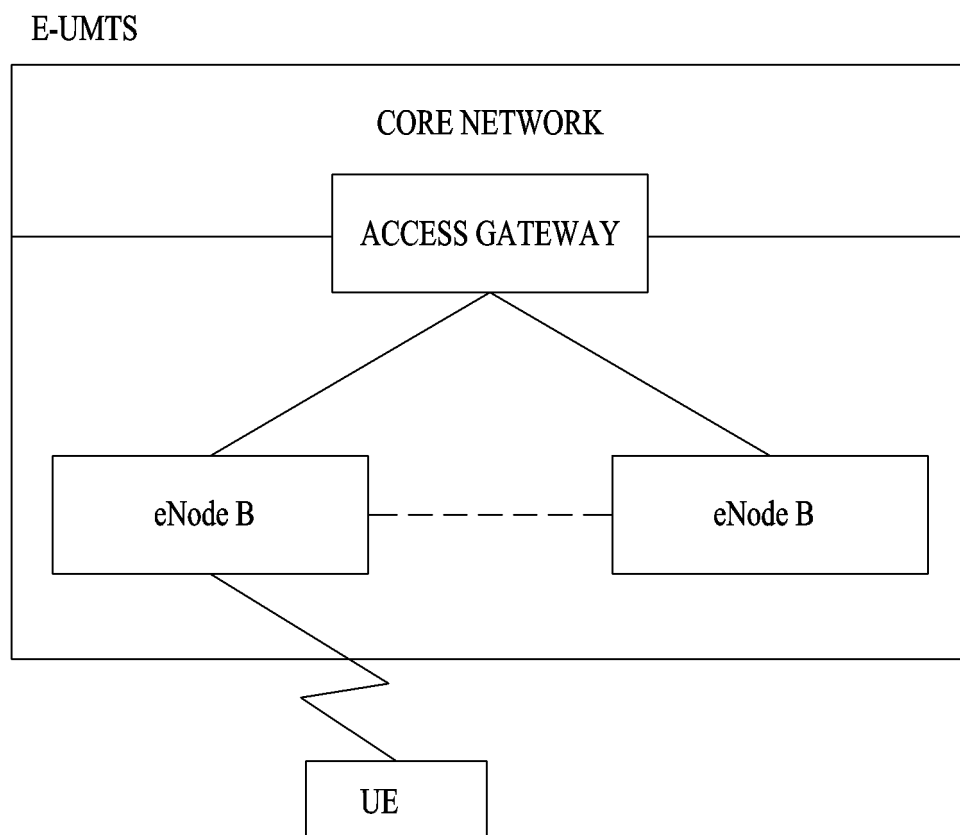 E-UMTS
CORE NETWORK
ACCESS GATEWAY
eNode B
eNode B
UE